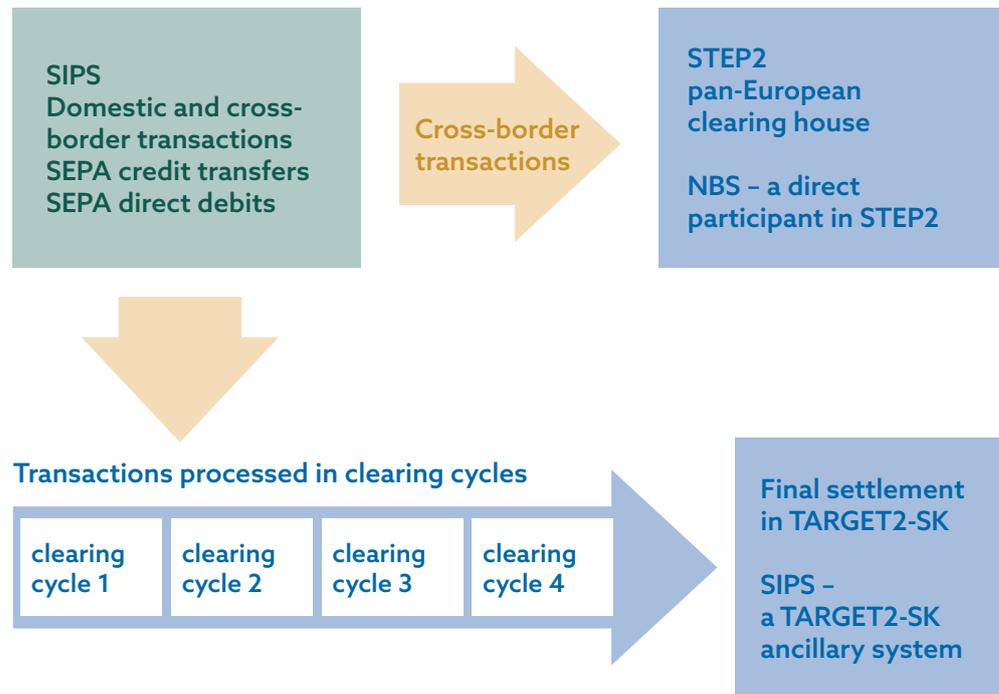 SIPS
Domestic and cross-
border transactions
SEPA credit transfers
SEPA direct debits
Cross-border
transactions
STEP2
pan-European
clearing house
NBS – a direct
participant in STEP2
Transactions processed in clearing cycles
clearing
cycle 1
clearing
cycle 2
clearing
cycle 3
clearing
cycle 4
Final settlement
in TARGET2-SK
SIPS –
a TARGET2-SK
ancillary system